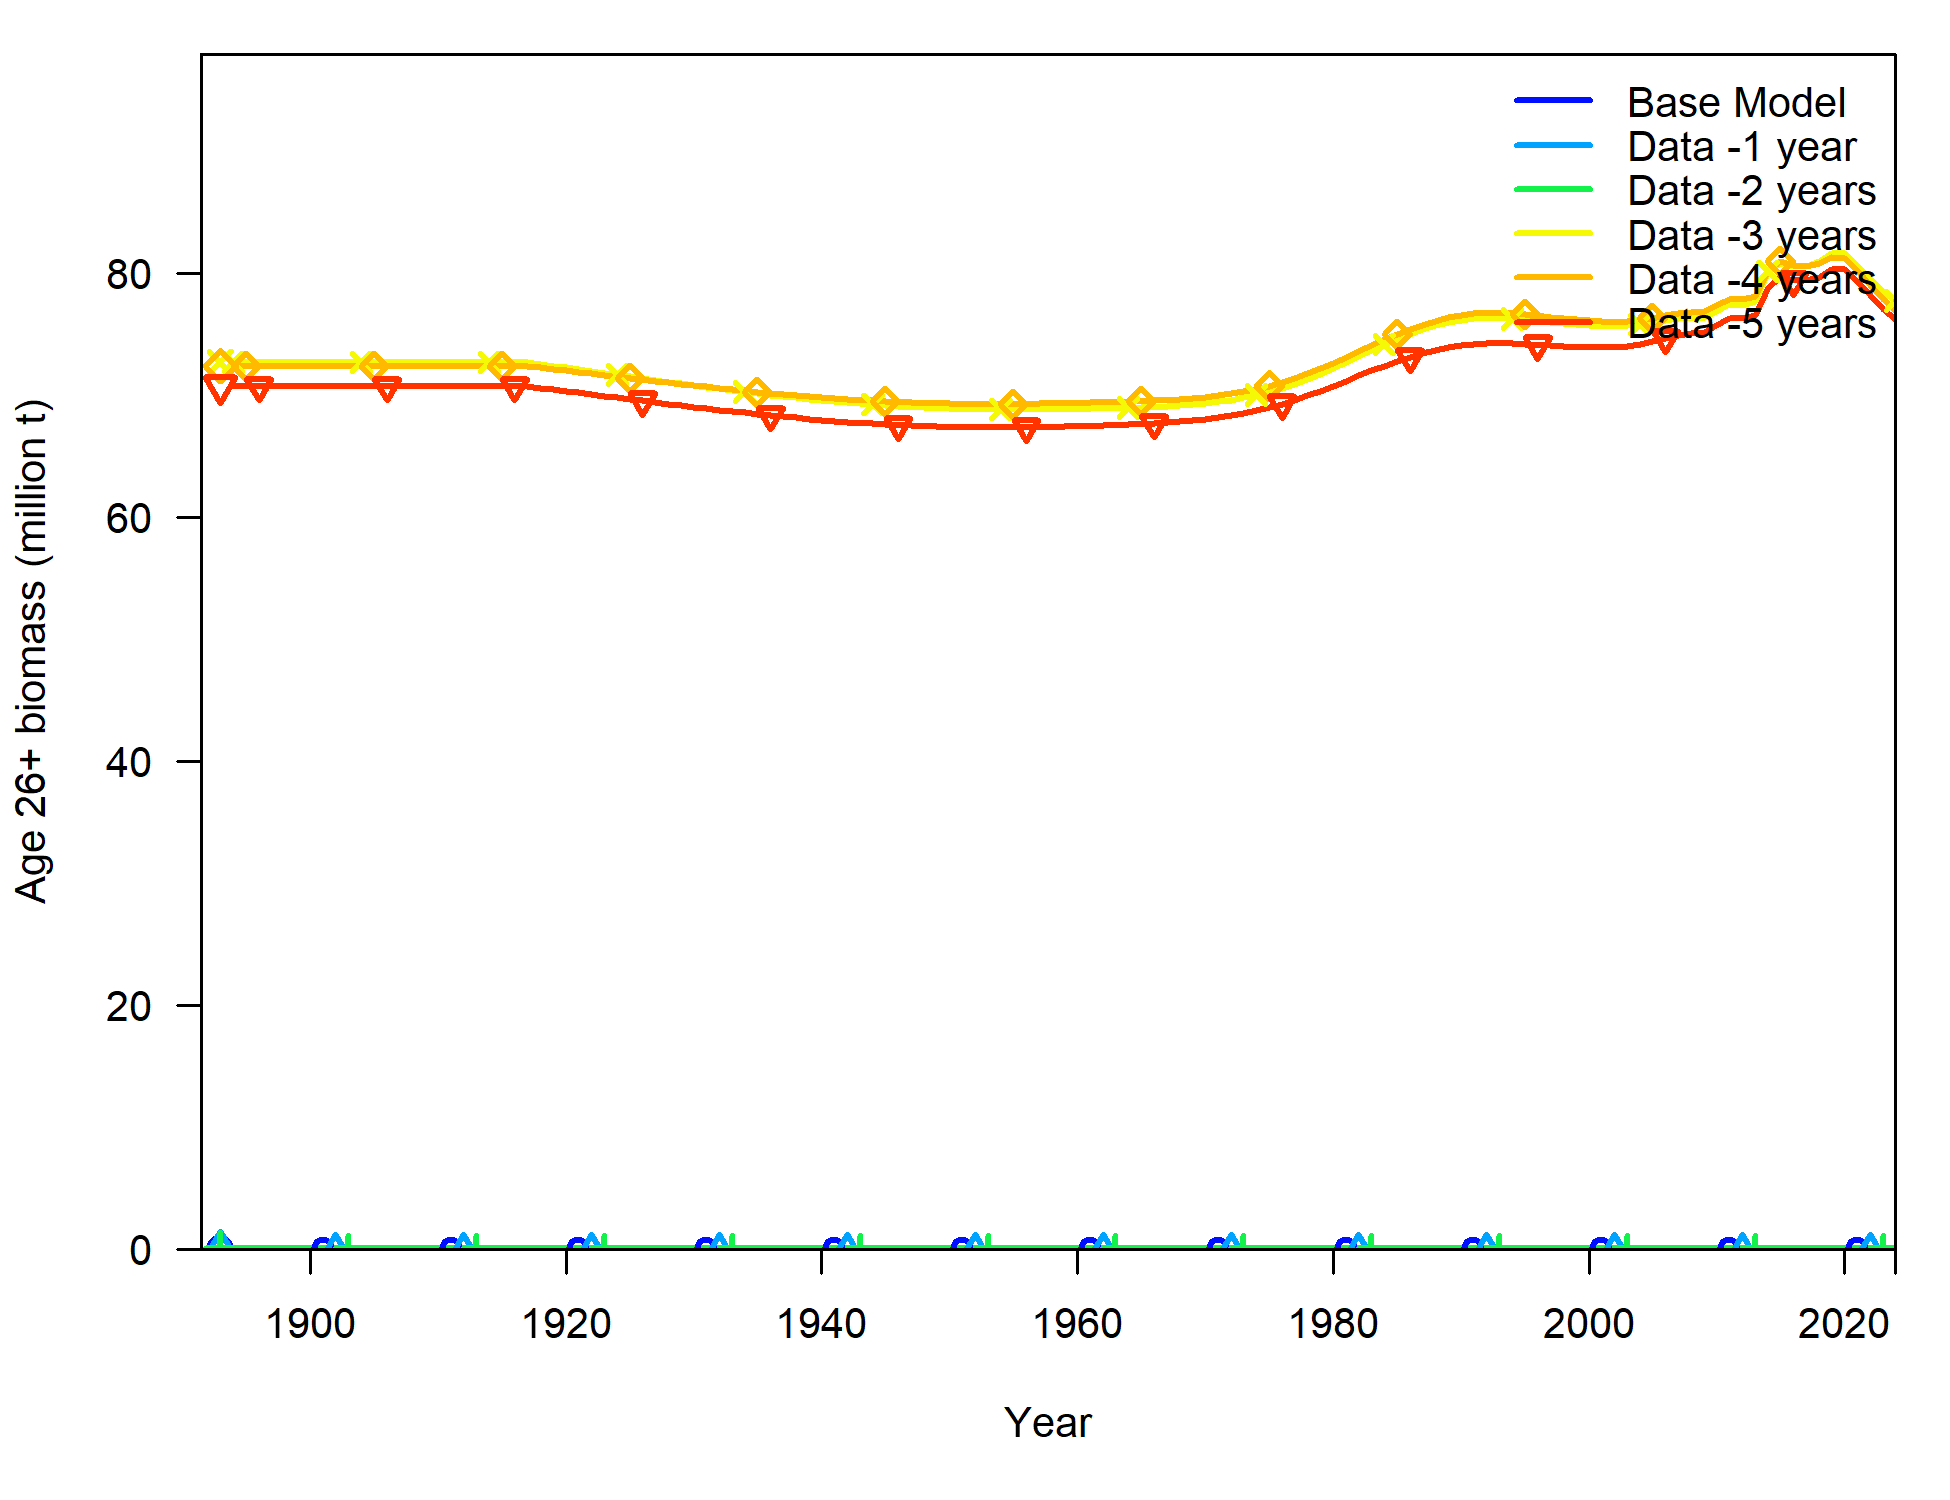 Base Model
Data -1 year
Data -2 years
Data -3 years
Data -4 years
Data -5 years
80
60
40
20
0
Age 26+ biomass (million t)
1900 1920 1940 1960 1980 2000 2020
Year